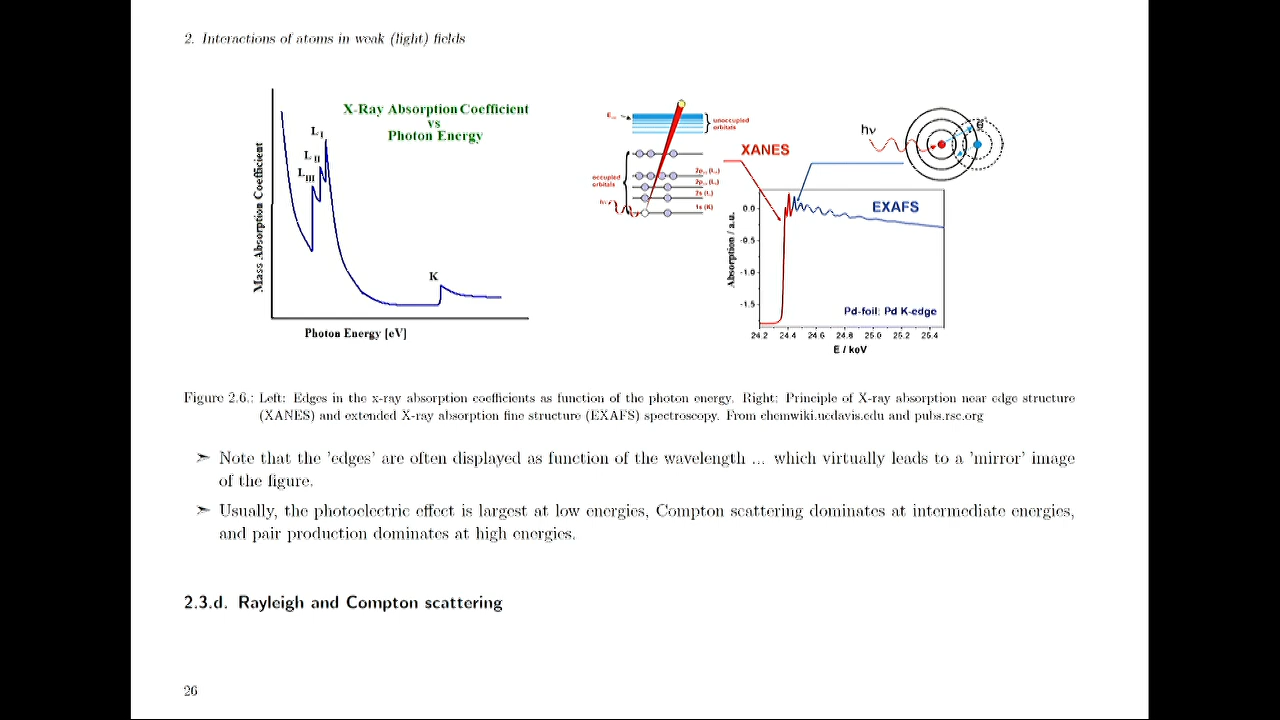 2. Interactions of atoms in weak (light) fields
X-Ray Absorption Coefficient
vs
Photon Energy
L I
L II
L III
K
Mass Absorption Coefficient
Photon Energy [eV]
unoccupied
orbitals
occupied
orbitals
1s (K)
hν
XANES
EXAFS
Absorption / a.u.
0.0
-0.5
-1.0
-1.5
Pd-foil: Pd K-edge
24.2 24.4 24.6 24.8 25.0 25.2 25.4
E / keV
Figure 2.6.: Left: Edges in the x-ray absorption coefficients as function of the photon energy. Right: Principle of X-ray absorption near edge structure
(XANES) and extended X-ray absorption fine structure (EXAFS) spectroscopy. From chemwiki.ucdavis.edu and pubs.rsc.org
➣ Note that the 'edges' are often displayed as function of the wavelength ... which virtually leads to a 'mirror' image
of the figure.
➣ Usually, the photoelectric effect is largest at low energies, Compton scattering dominates at intermediate energies,
and pair production dominates at high energies.
2.3.d. Rayleigh and Compton scattering
26